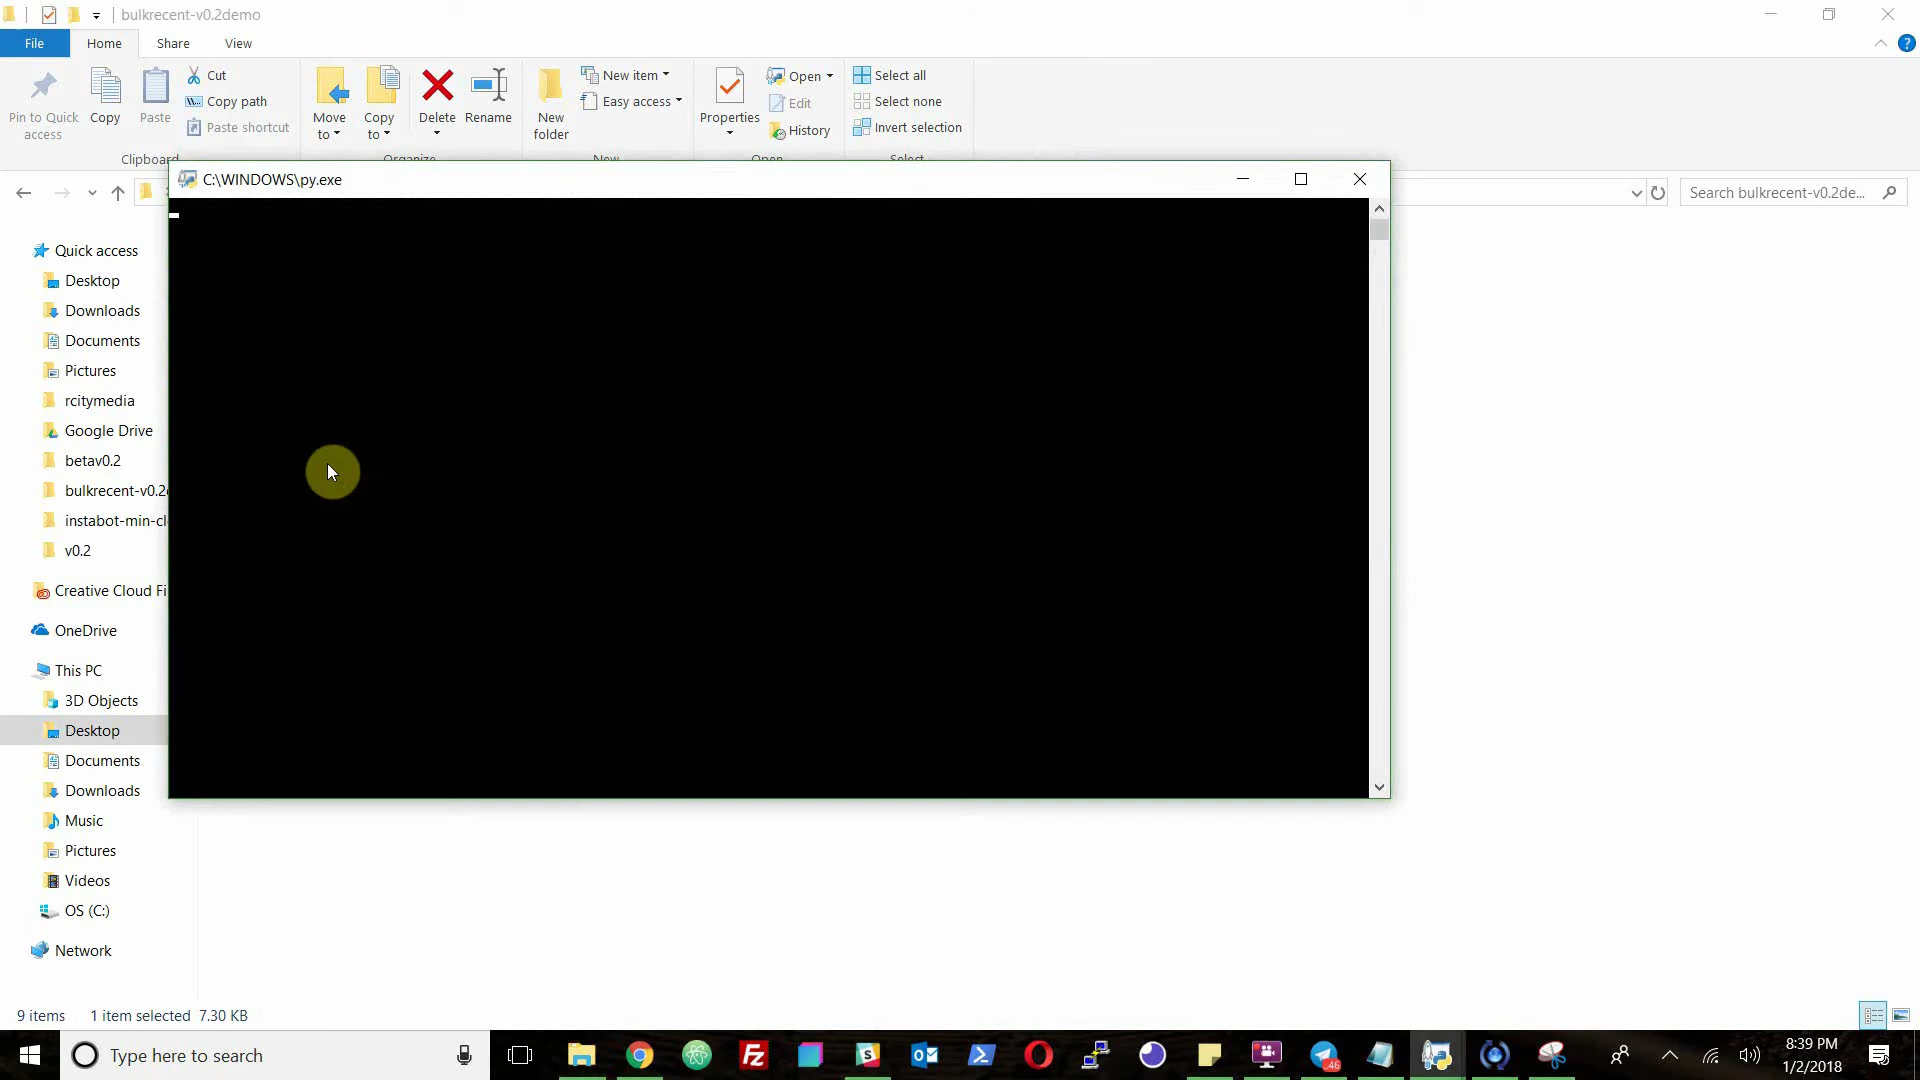 bulkrecent-v0.2demo
File Home Share View
Pin to Quick access
Copy
Paste
Cut
Copy path
Paste shortcut
Clipboard
Move to
Copy to
Delete
Rename
Organize
New folder
New item
Easy access
New
Properties
Open
Edit
History
Open
Select all
Select none
Invert selection
Select
C:\WINDOWS\py.exe
Search bulkrecent-v0.2de...
Quick access
Desktop
Downloads
Documents
Pictures
rcitymedia
Google Drive
betav0.2
bulkrecent-v0.2
instabot-min-cl
v0.2
Creative Cloud Fi
OneDrive
This PC
3D Objects
Desktop
Documents
Downloads
Music
Pictures
Videos
OS (C:)
Network
9 items 1 item selected 7.30 KB
Type here to search
46
8:39 PM
1/2/2018